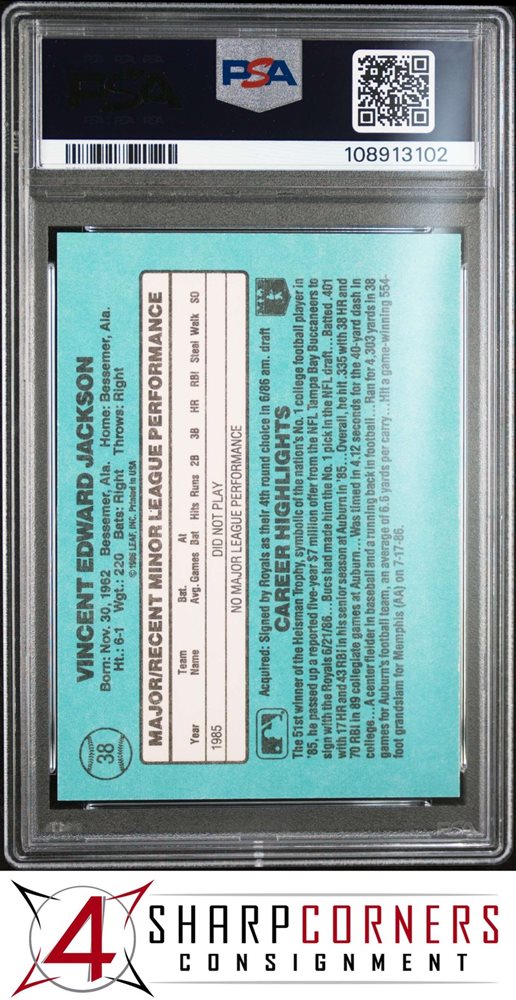 PSA
PSA
108913102
38
VINCENT EDWARD JACKSON
Born: Nov. 30, 1962 Bessemer, Ala. Home: Bessemer, Ala.
Ht.: 6-1 Wgt.: 220 Bats: Right Throws: Right
© 1986 LEAF, INC. Printed in USA
MAJOR/RECENT MINOR LEAGUE PERFORMANCE
Year Team Name Bat. Avg. Games At Bat Hits Runs 2B 3B HR RBI Steal Walk SO
1985 DID NOT PLAY
NO MAJOR LEAGUE PERFORMANCE
Acquired: Signed by Royals as their 4th round choice in 6/86 am. draft
CAREER HIGHLIGHTS
The 51st winner of the Heisman Trophy, symbolic of the nation's No. 1 college football player in
'85, he passed up a reported five-year $7 million offer from the NFL Tampa Bay Buccaneers to
sign with the Royals 6/21/86.... Bucs had made him the No. 1 pick in the NFL draft... Batted .401
with 17 HR and 43 RBI in his senior season at Auburn in '85... Overall, he hit .335 with 38 HR and
70 RBI in 89 collegiate games at Auburn... Was timed in 4.12 seconds for the 40-yard dash in
college... A center fielder in baseball and a running back in football... Ran for 4,303 yards in 38
games for Auburn's football team, an average of 6.6 yards per carry... Hit a game-winning 554-
foot grandslam for Memphis (AA) on 7-17-86.
4
SHARPCORNERS
CONSIGNMENT